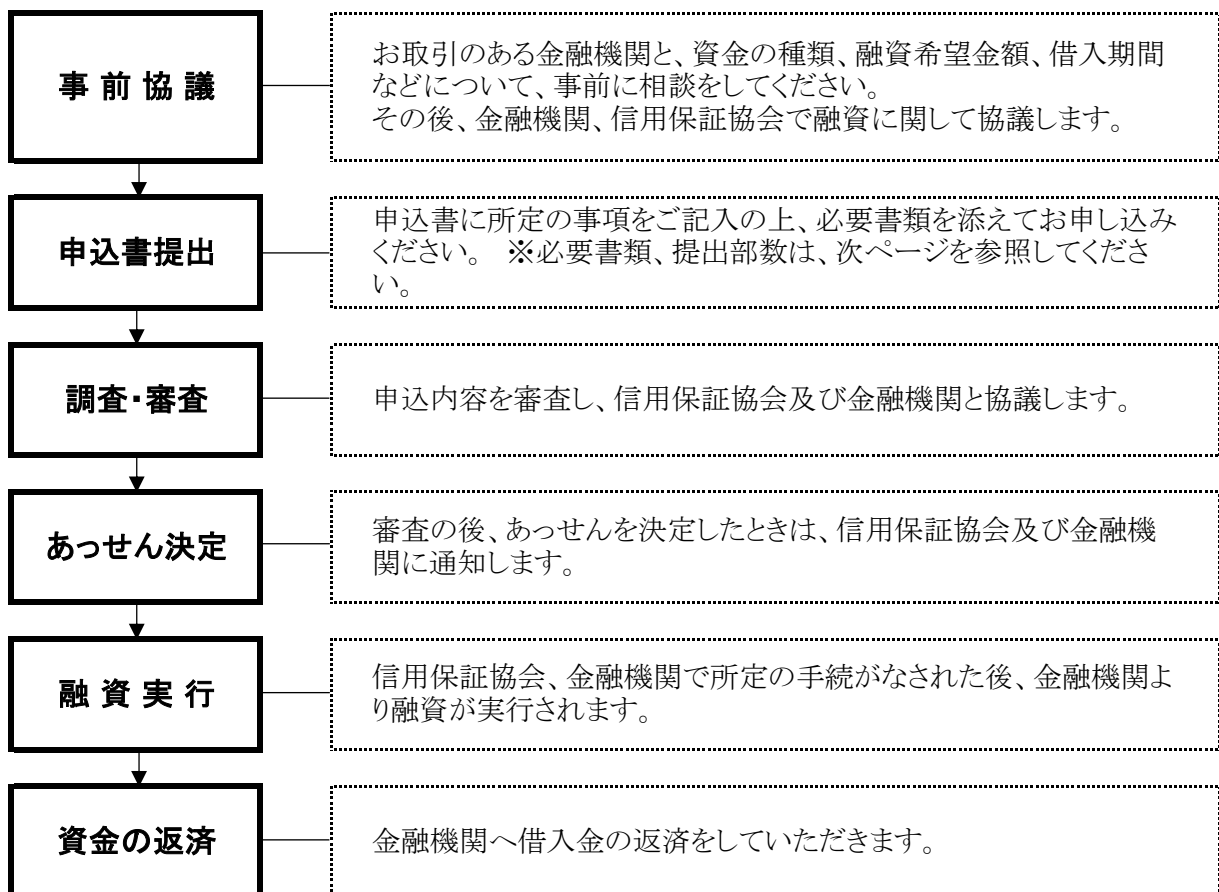 事前協議
お取引のある金融機関と、資金の種類、融資希望金額、借入期間
などについて、事前に相談をしてください。
その後、金融機関、信用保証協会で融資に関して協議します。
申込書提出
申込書に所定の事項をご記入の上、必要書類を添えてお申し込み
ください。 ※必要書類、提出部数は、次ページを参照してくださ
い。
調査・審査
申込内容を審査し、信用保証協会及び金融機関と協議します。
あっせん決定
審査の後、あっせんを決定したときは、信用保証協会及び金融機
関に通知します。
融資実行
信用保証協会、金融機関で所定の手続がなされた後、金融機関よ
り融資が実行されます。
資金の返済
金融機関へ借入金の返済をしていただきます。